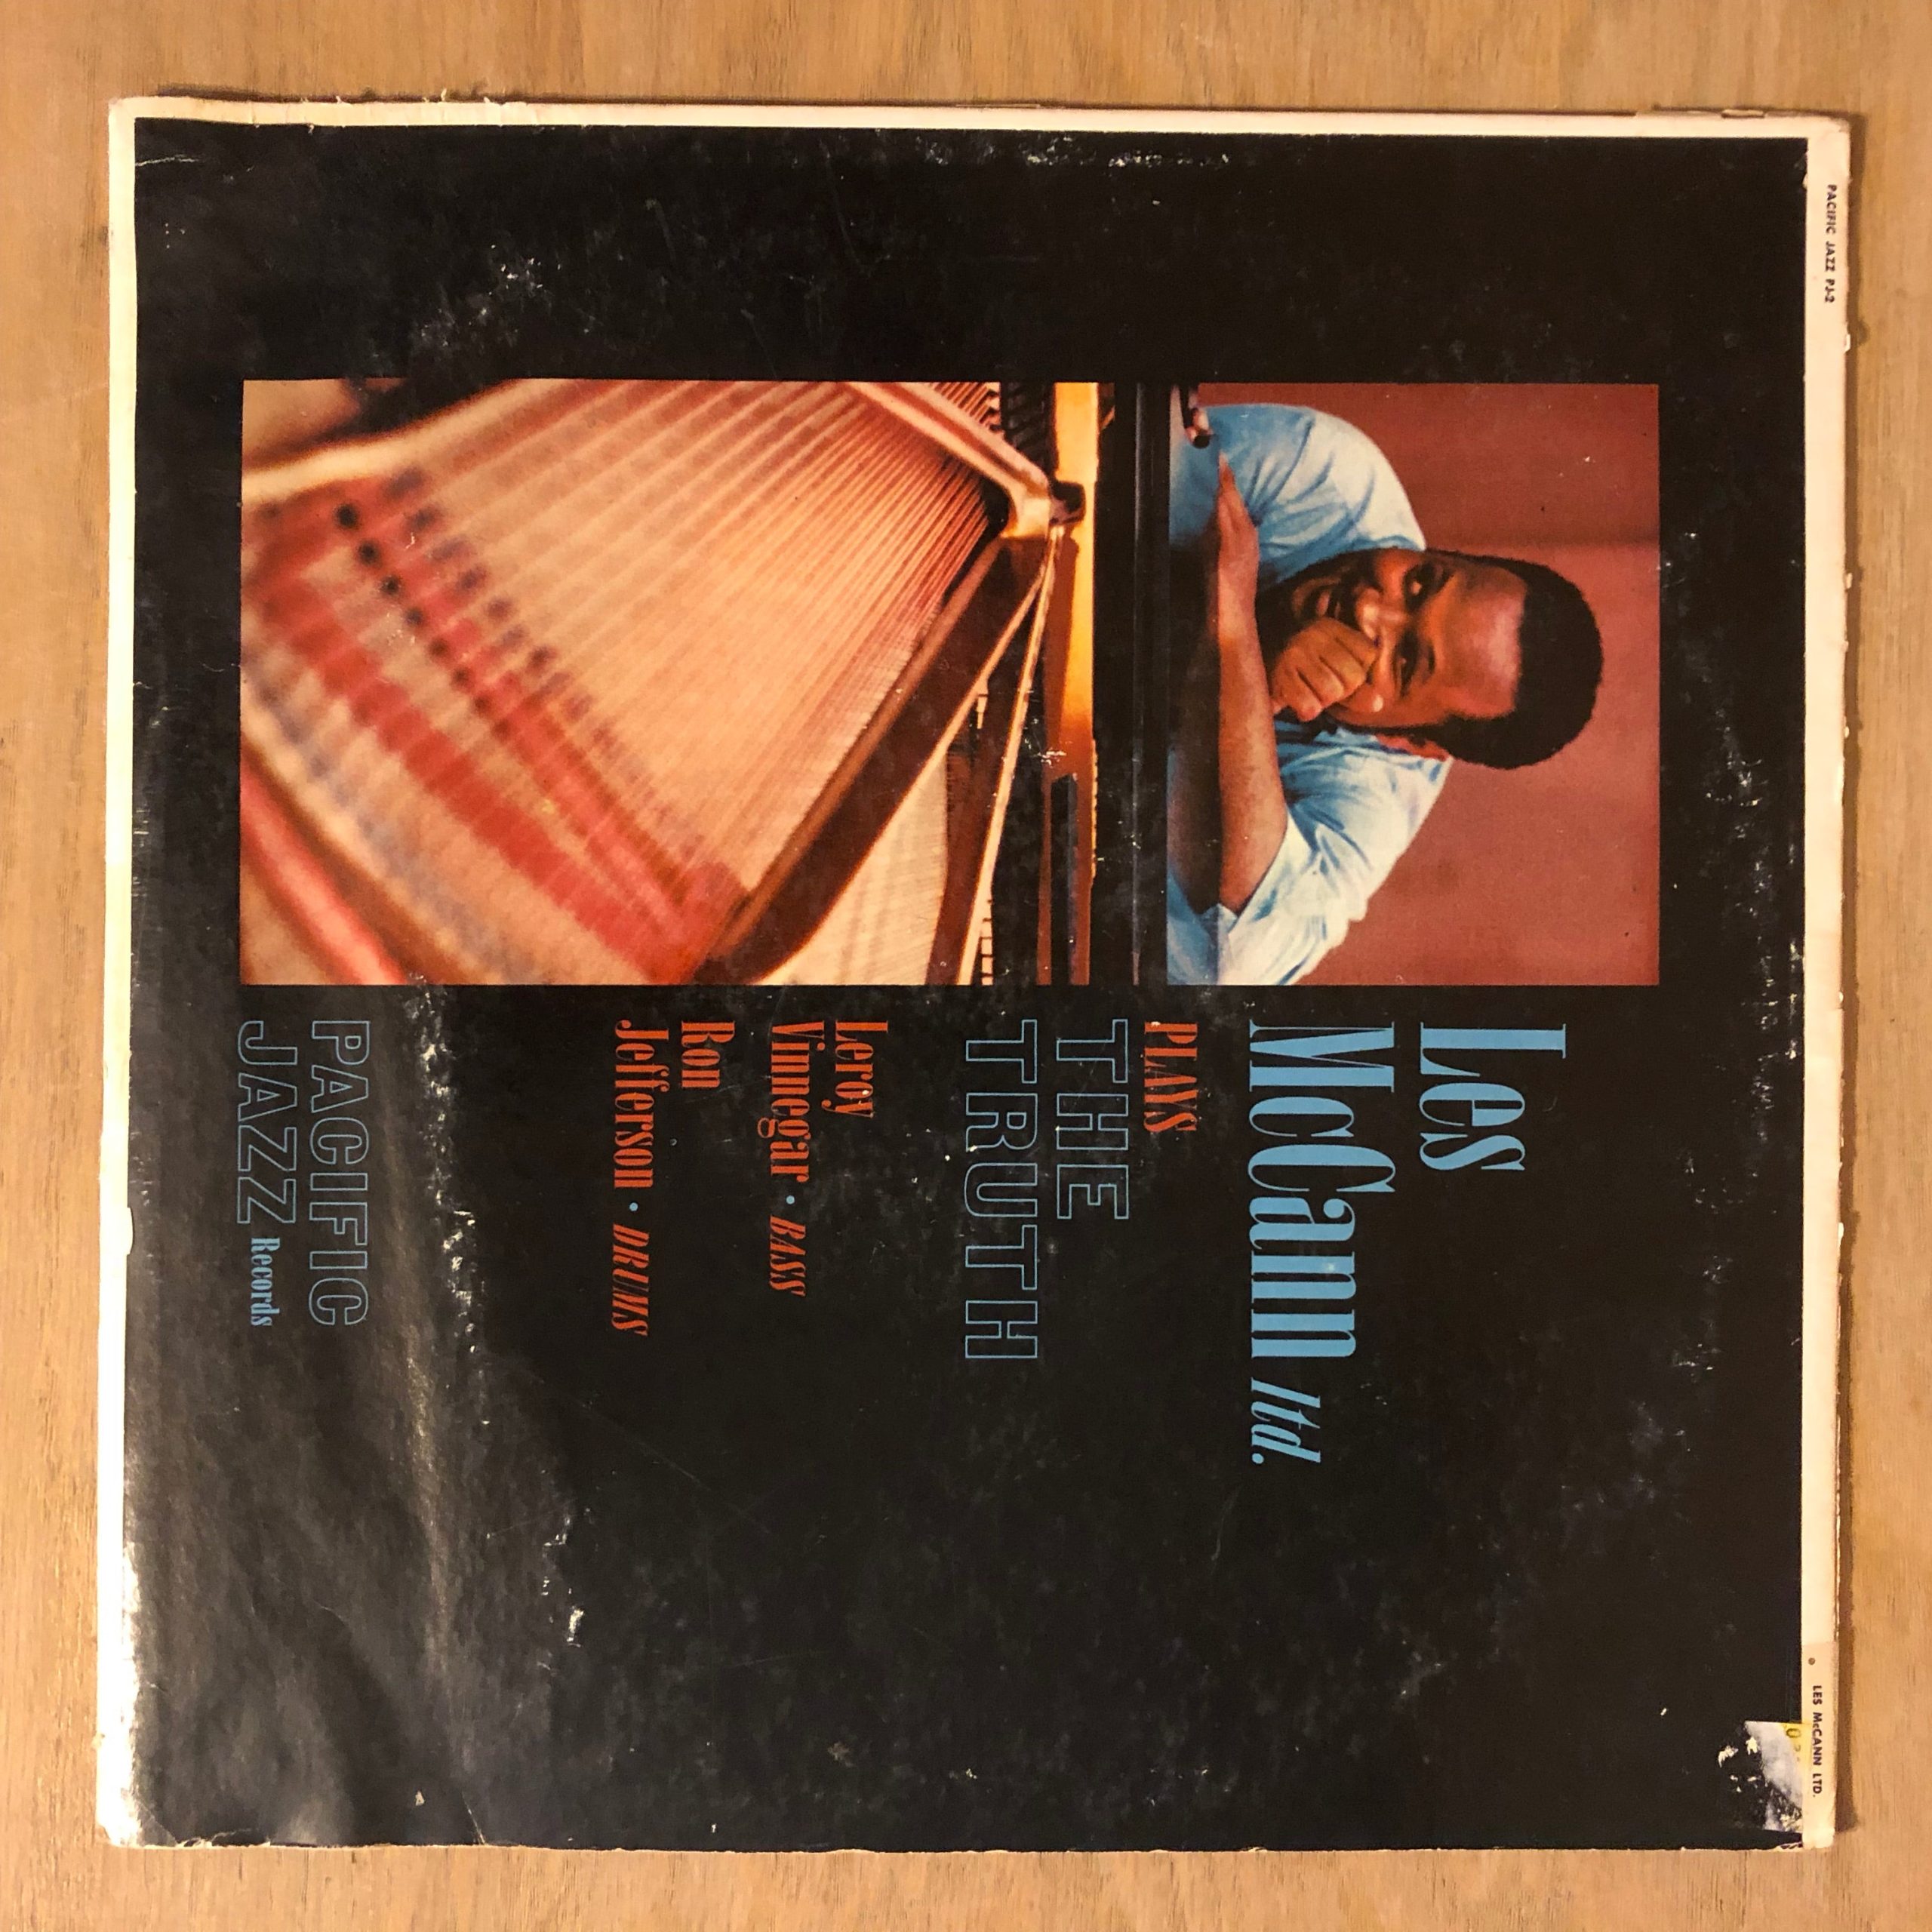 PACIFIC JAZZ PJ-2
LES McCANN LTD.
Les
McCann ltd.
PLAYS
THE
TRUTH
Leroy
Vinnegar · BASS
Ron
Jefferson · DRUMS
PACIFIC
JAZZ Records